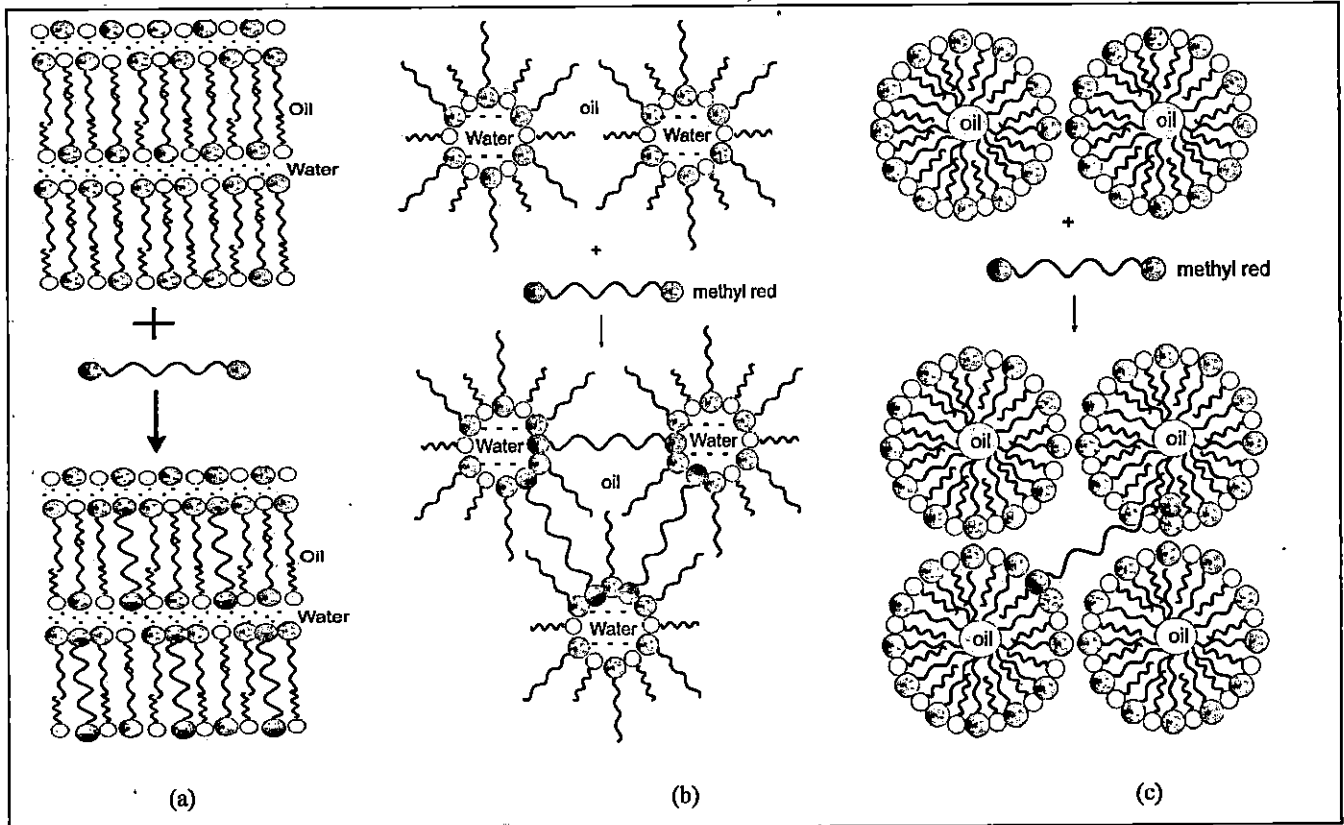 Oil
Water
+
Oil
Water
(a)
oil
Water
Water
+
methyl red
Water
Water
oil
Water
(b)
oil
oil
+
methyl red
oil
oil
oil
oil
(c)